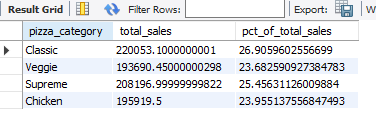 Result Grid Filter Rows: Export:
pizza_category total_sales pct_of_total_sales
Classic 220053.1000000001 26.9059602556699
Veggie 193690.45000000298 23.682590927384783
Supreme 208196.99999999822 25.45631126009884
Chicken 195919.5 23.955137556847493